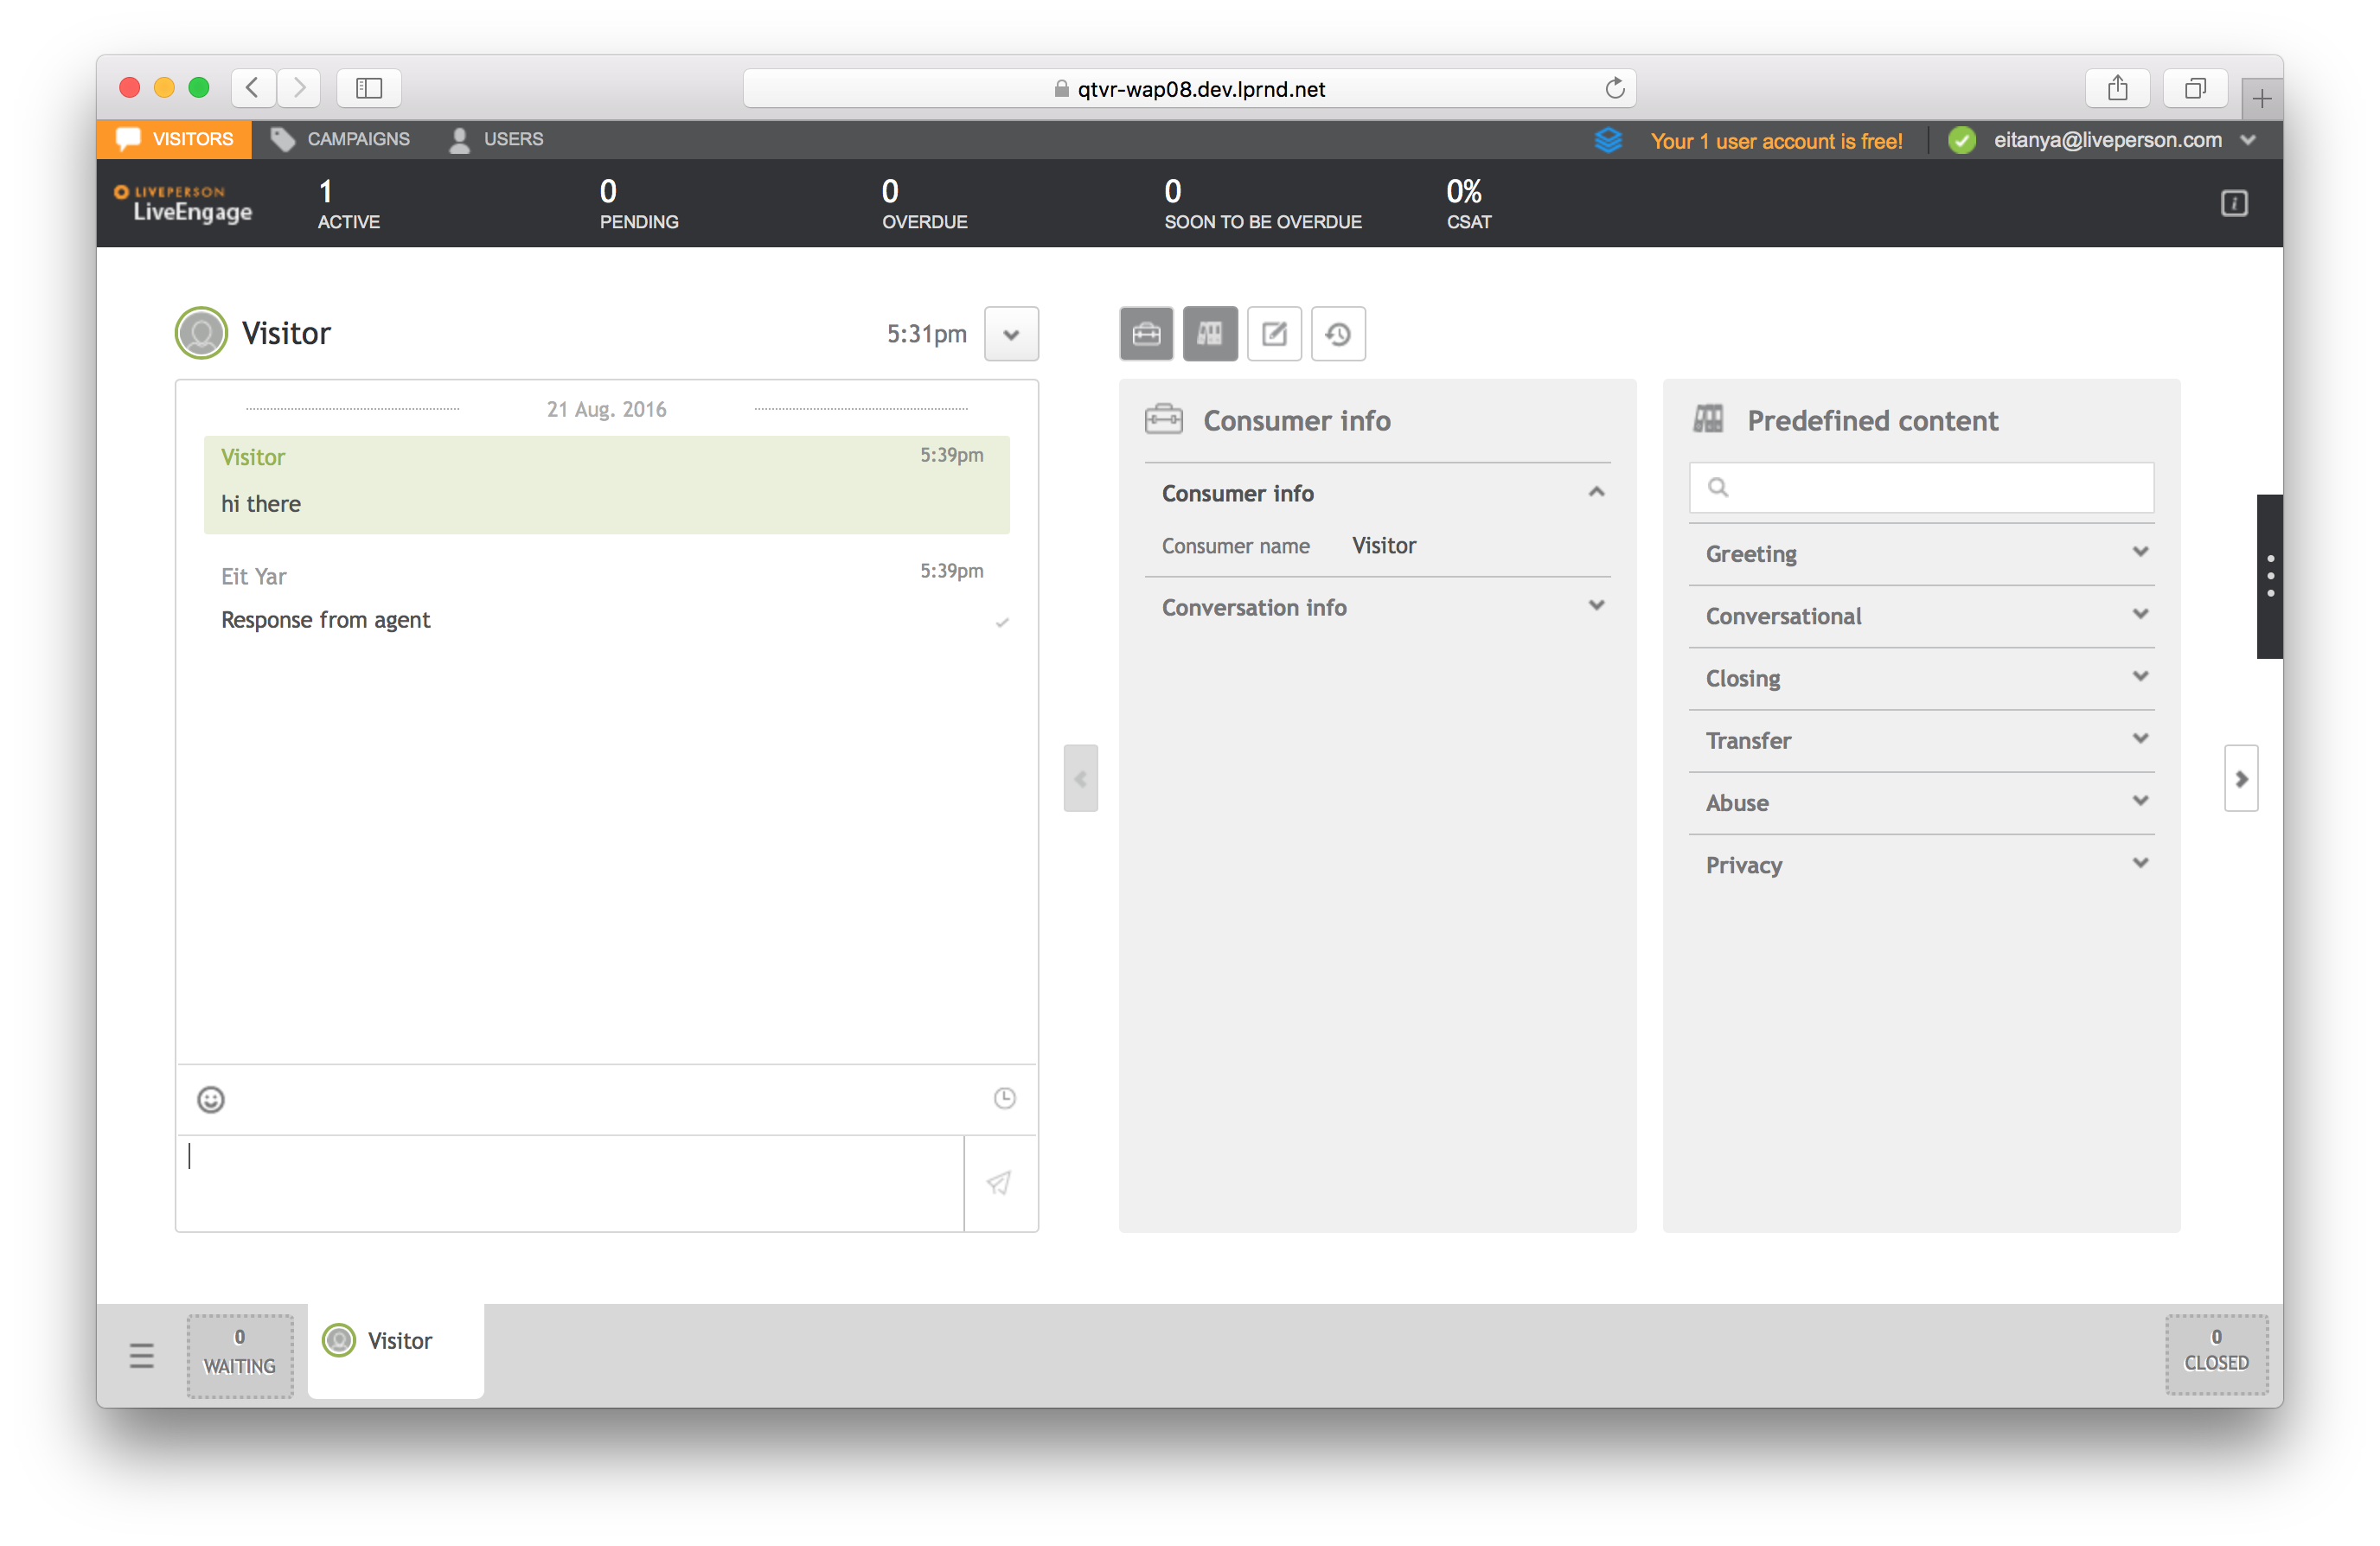 qtvr-wap08.dev.lprnd.net
VISITORS CAMPAIGNS USERS Your 1 user account is free! eitanya@liveperson.com
LIVEPERSON
LiveEngage
1 0 0 0 0%
ACTIVE PENDING OVERDUE SOON TO BE OVERDUE CSAT
Visitor 5:31pm
21 Aug. 2016
Visitor 5:39pm
hi there
Eit Yar 5:39pm
Response from agent
Consumer info
Consumer info
Consumer name Visitor
Conversation info
Predefined content
Greeting
Conversational
Closing
Transfer
Abuse
Privacy
0
WAITING
Visitor
0
CLOSED